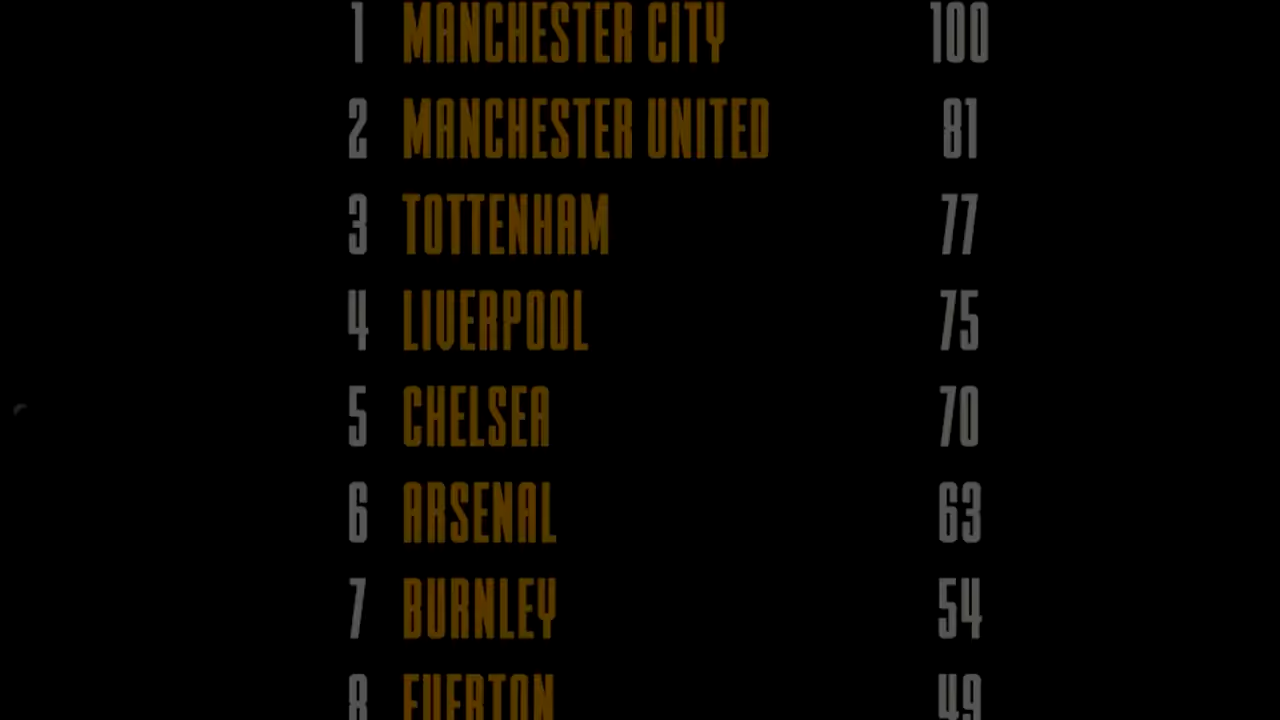 1 MANCHESTER CITY 100
2 MANCHESTER UNITED 81
3 TOTTENHAM 77
4 LIVERPOOL 75
5 CHELSEA 70
6 ARSENAL 63
7 BURNLEY 54
8 EVERTON 49